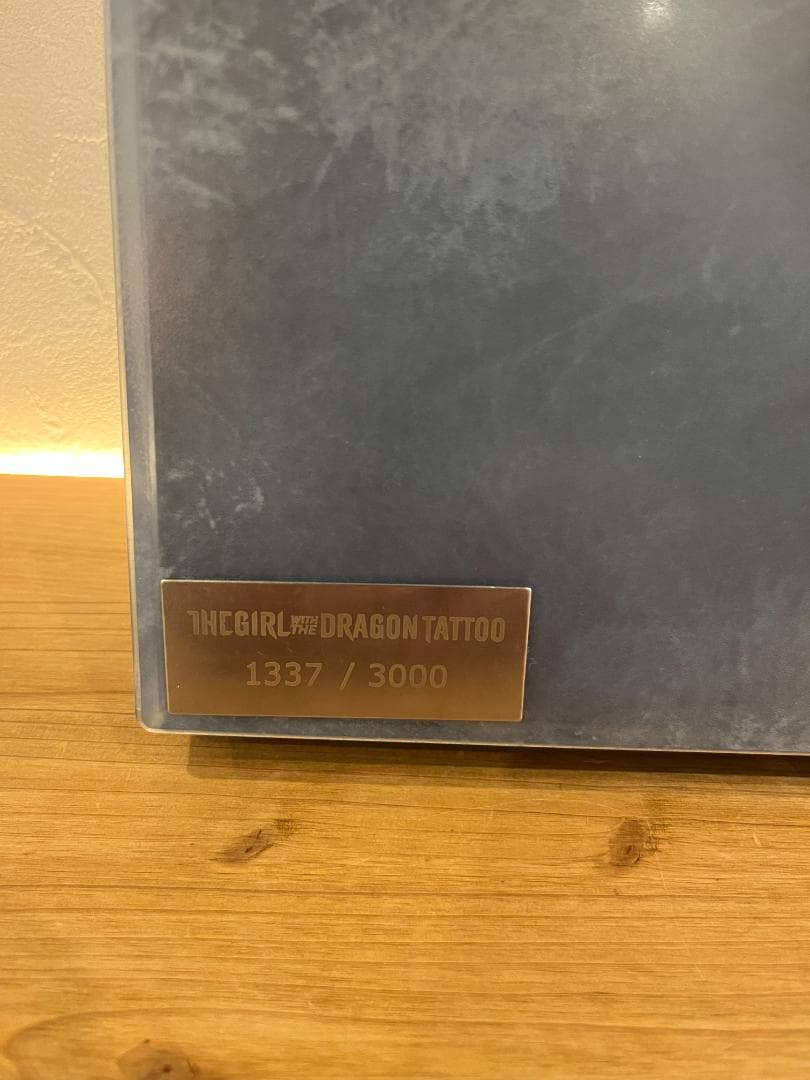 THE GIRL WITH THE DRAGON TATTOO
1337 / 3000